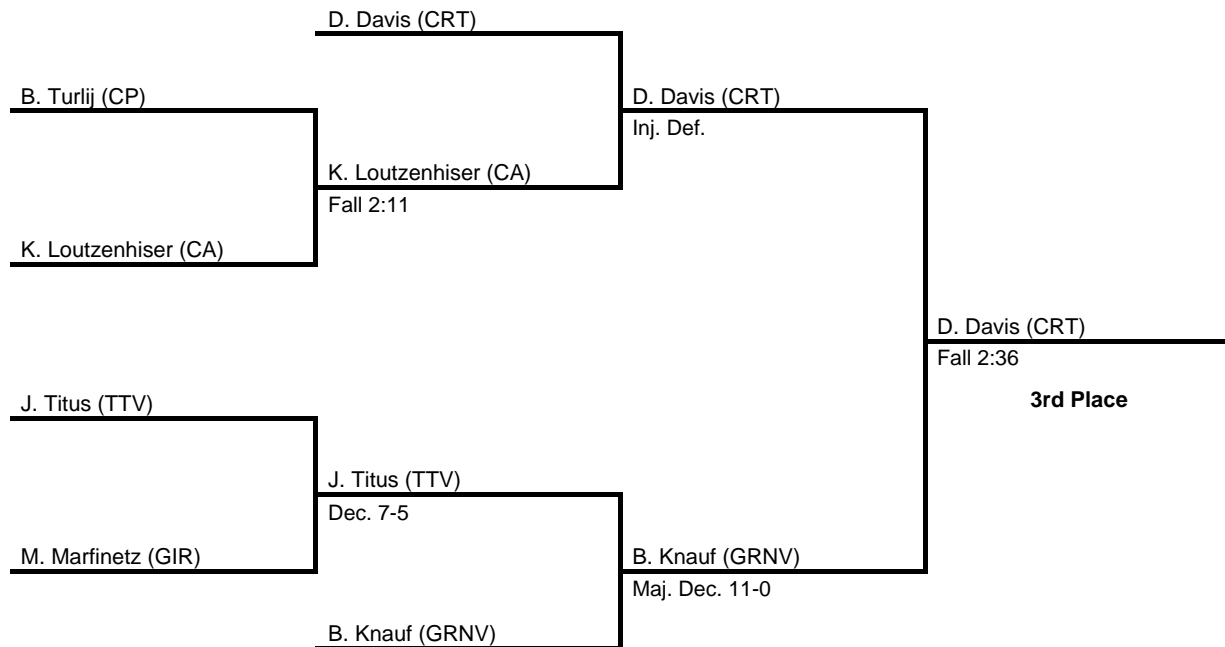 D. Davis (CRT)
B. Turlij (CP)
D. Davis (CRT)
Inj. Def.
K. Loutzenhiser (CA)
Fall 2:11
K. Loutzenhiser (CA)
D. Davis (CRT)
Fall 2:36
3rd Place
J. Titus (TTV)
J. Titus (TTV)
Dec. 7-5
M. Marfinetz (GIR)
B. Knauf (GRNV)
Maj. Dec. 11-0
B. Knauf (GRNV)